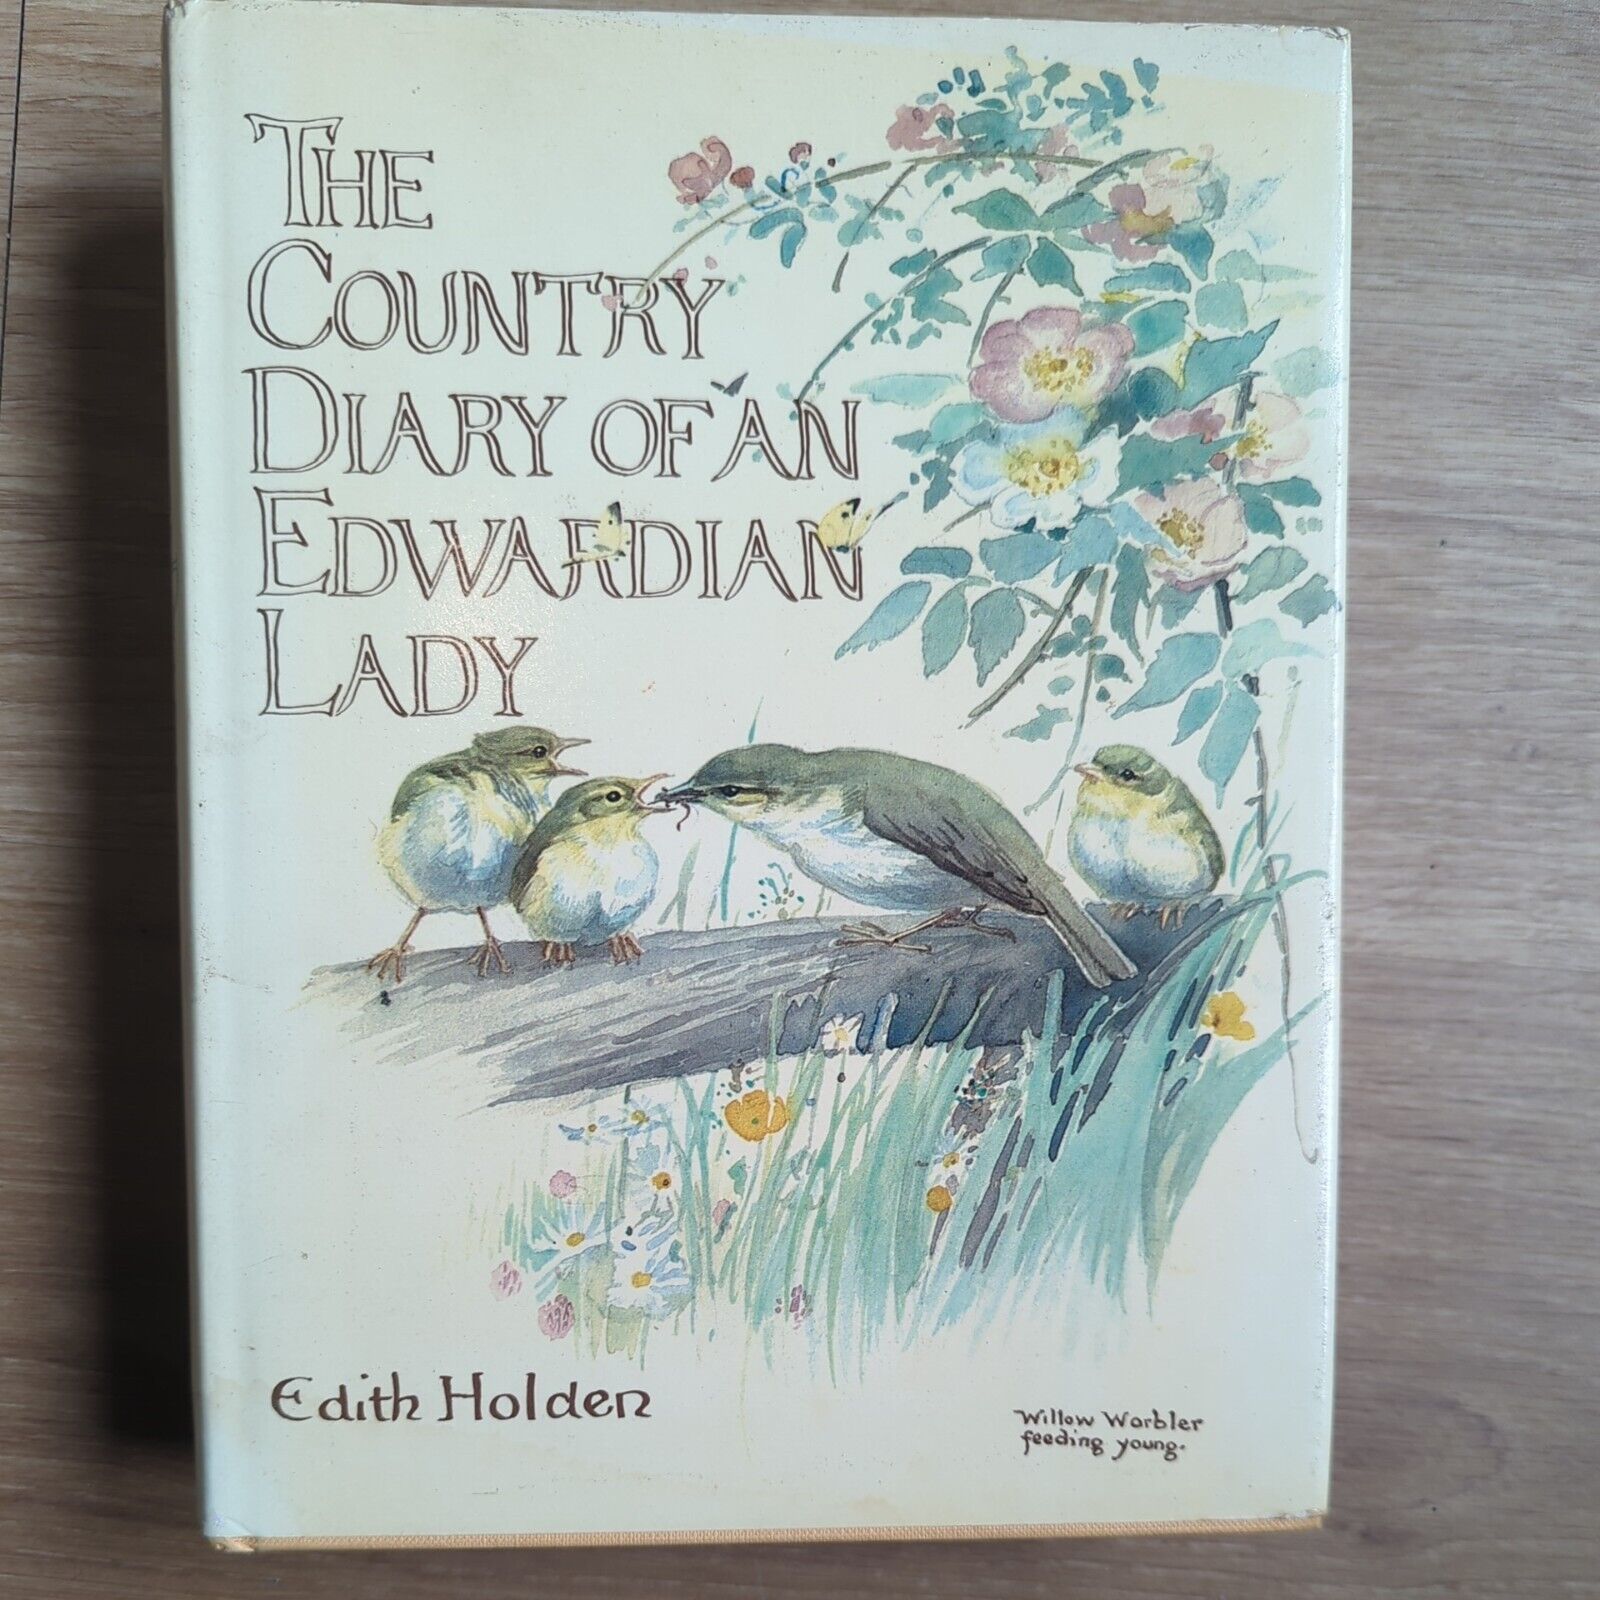 THE
COUNTRY
DIARY OF AN
EDWARDIAN
LADY
Edith Holden
Willow Warbler
feeding young.